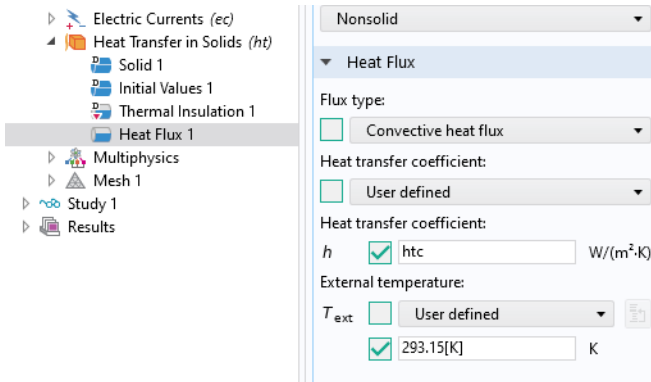 Electric Currents (ec)
Heat Transfer in Solids (ht)
Solid 1
Initial Values 1
Thermal Insulation 1
Heat Flux 1
Multiphysics
Mesh 1
Study 1
Results
Nonsolid
Heat Flux
Flux type:
Convective heat flux
Heat transfer coefficient:
User defined
Heat transfer coefficient:
h htc W/(m²·K)
External temperature:
Text User defined
293.15[K] K